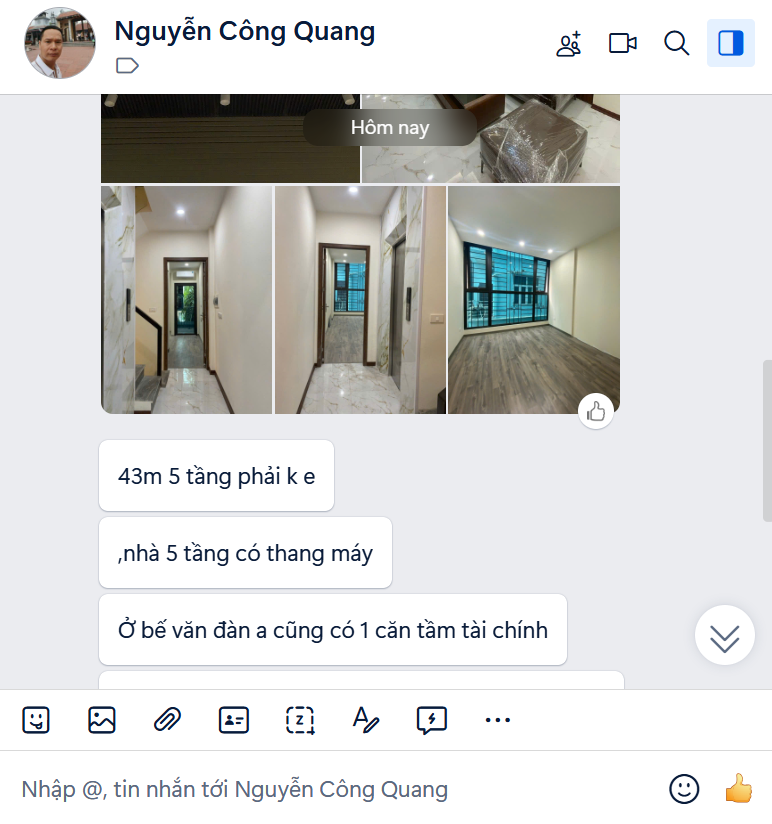 Nguyễn Công Quang
Hôm nay
43m 5 tầng phải k e
,nhà 5 tầng có thang máy
Ở bế văn đàn a cũng có 1 căn tầm tài chính
Z
Nhập @, tin nhắn tới Nguyễn Công Quang